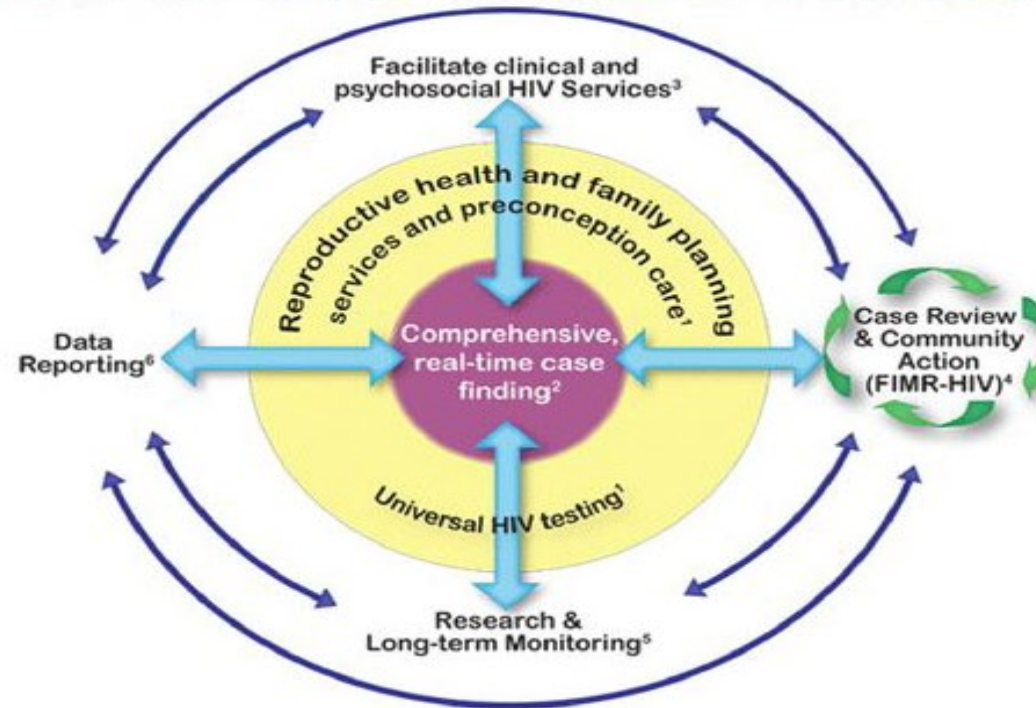 Facilitate clinical and
psychosocial HIV Services³
Reproductive health and family planning
services and preconception care¹
Comprehensive,
real-time case
finding²
Data
Reporting⁶
Case Review
& Community
Action
(FIMR-HIV)⁴
Universal HIV testing¹
Research &
Long-term Monitoring⁵